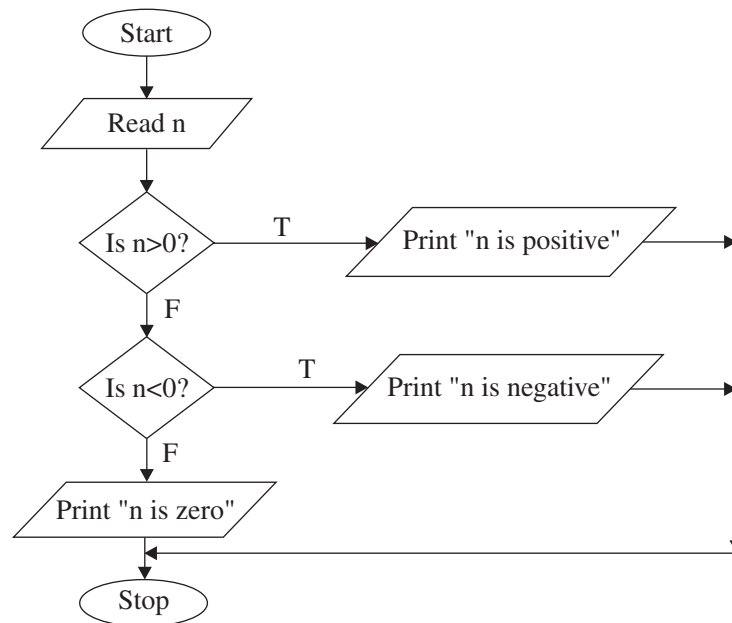 Start
Read n
Is n>0?
T
Print "n is positive"
F
Is n<0?
T
Print "n is negative"
F
Print "n is zero"
Stop